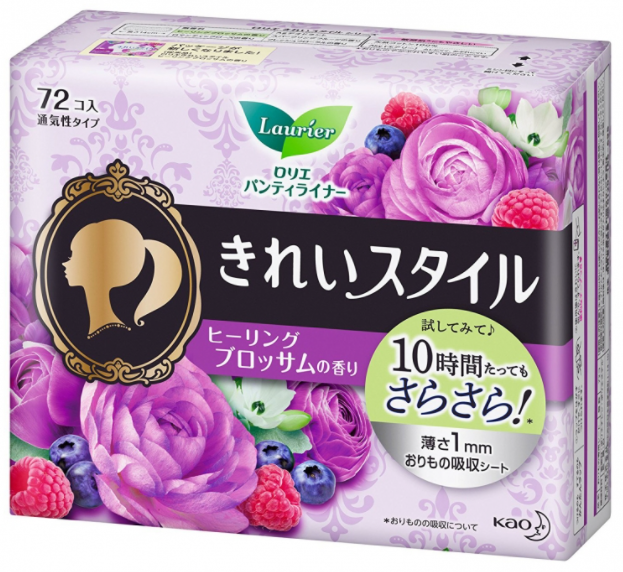 72コ入
通気性タイプ
Laurier
ロリエ
パンティライナー
きれいスタイル
ヒーリング
ブロッサムの香り
試してみて♪
10時間たっても
さらさら!*
薄さ1mm
おりもの吸収シート
*おりものの吸収について
Kao